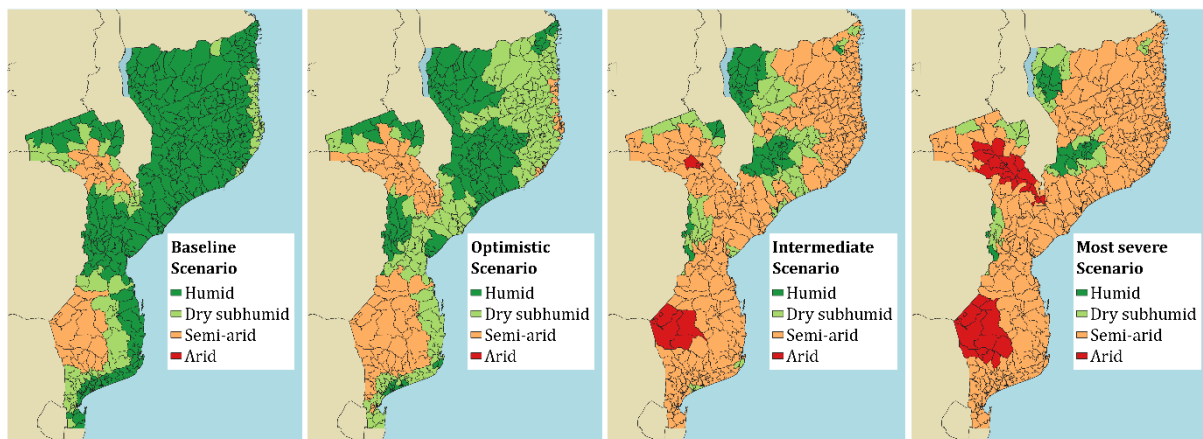 Baseline
Scenario
Humid
Dry subhumid
Semi-arid
Arid
Optimistic
Scenario
Humid
Dry subhumid
Semi-arid
Arid
Intermediate
Scenario
Humid
Dry subhumid
Semi-arid
Arid
Most severe
Scenario
Humid
Dry subhumid
Semi-arid
Arid